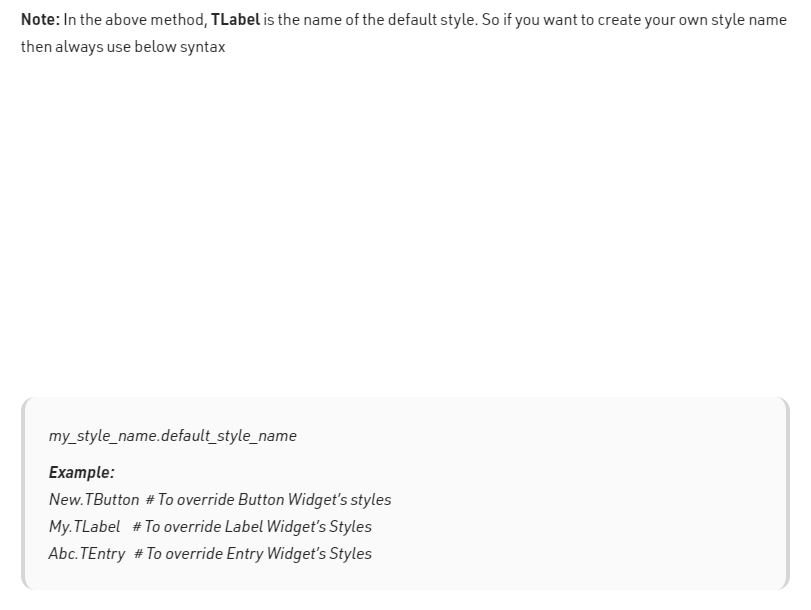 Note: In the above method, TLabel is the name of the default style. So if you want to create your own style name
then always use below syntax
my_style_name.default_style_name
Example:
New.TButton # To override Button Widget's styles
My.TLabel # To override Label Widget's Styles
Abc.TEntry # To override Entry Widget's Styles